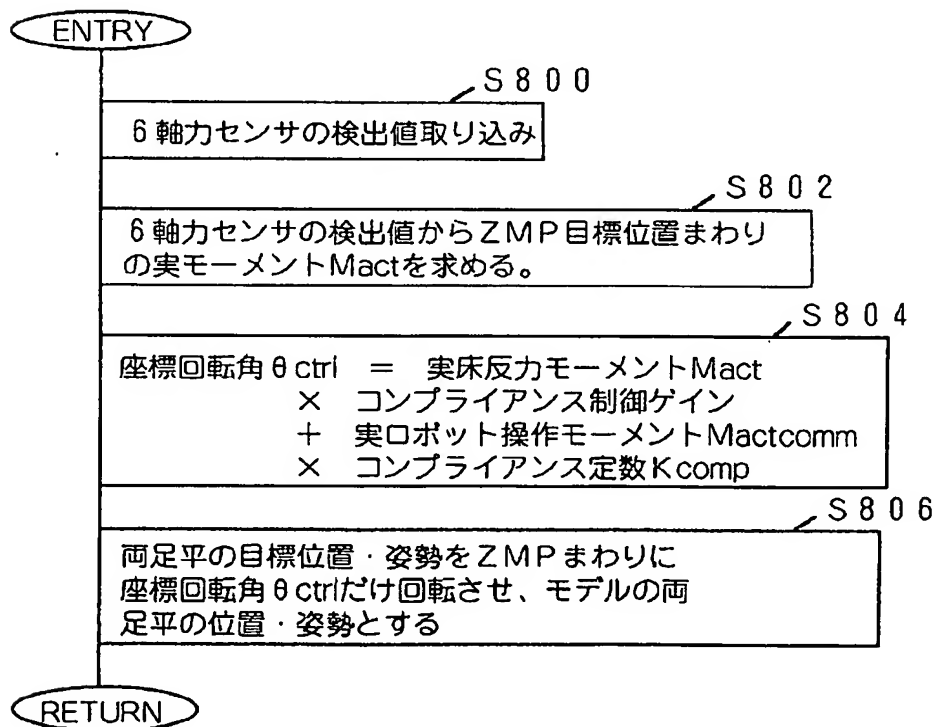 ENTRY
S800
6軸力センサの検出値取り込み
S802
6軸力センサの検出値からZMP目標位置まわり
の実モーメントMactを求める。
S804
座標回転角θctrl ＝ 実床反力モーメントMact
× コンプライアンス制御ゲイン
＋ 実ロボット操作モーメントMactcomm
× コンプライアンス定数Kcomp
S806
両足平の目標位置・姿勢をZMPまわりに
座標回転角θctrlだけ回転させ、モデルの両
足平の位置・姿勢とする
RETURN